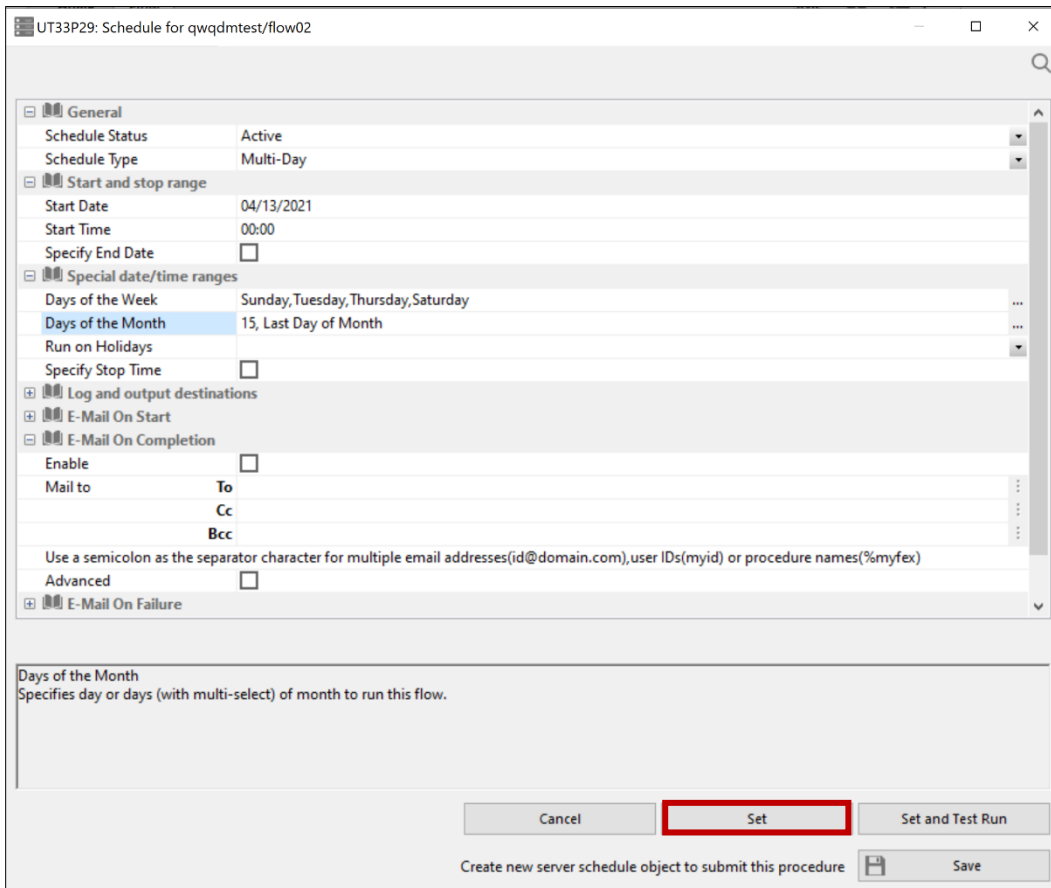 UT33P29: Schedule for qwqdmtest/flow02
General
Schedule Status Active
Schedule Type Multi-Day
Start and stop range
Start Date 04/13/2021
Start Time 00:00
Specify End Date
Special date/time ranges
Days of the Week Sunday,Tuesday,Thursday,Saturday ...
Days of the Month 15, Last Day of Month ...
Run on Holidays
Specify Stop Time
Log and output destinations
E-Mail On Start
E-Mail On Completion
Enable
Mail to To
Cc
Bcc
Use a semicolon as the separator character for multiple email addresses(id@domain.com),user IDs(myid) or procedure names(%myfex)
Advanced
E-Mail On Failure
Days of the Month
Specifies day or days (with multi-select) of month to run this flow.
Cancel Set Set and Test Run
Create new server schedule object to submit this procedure Save